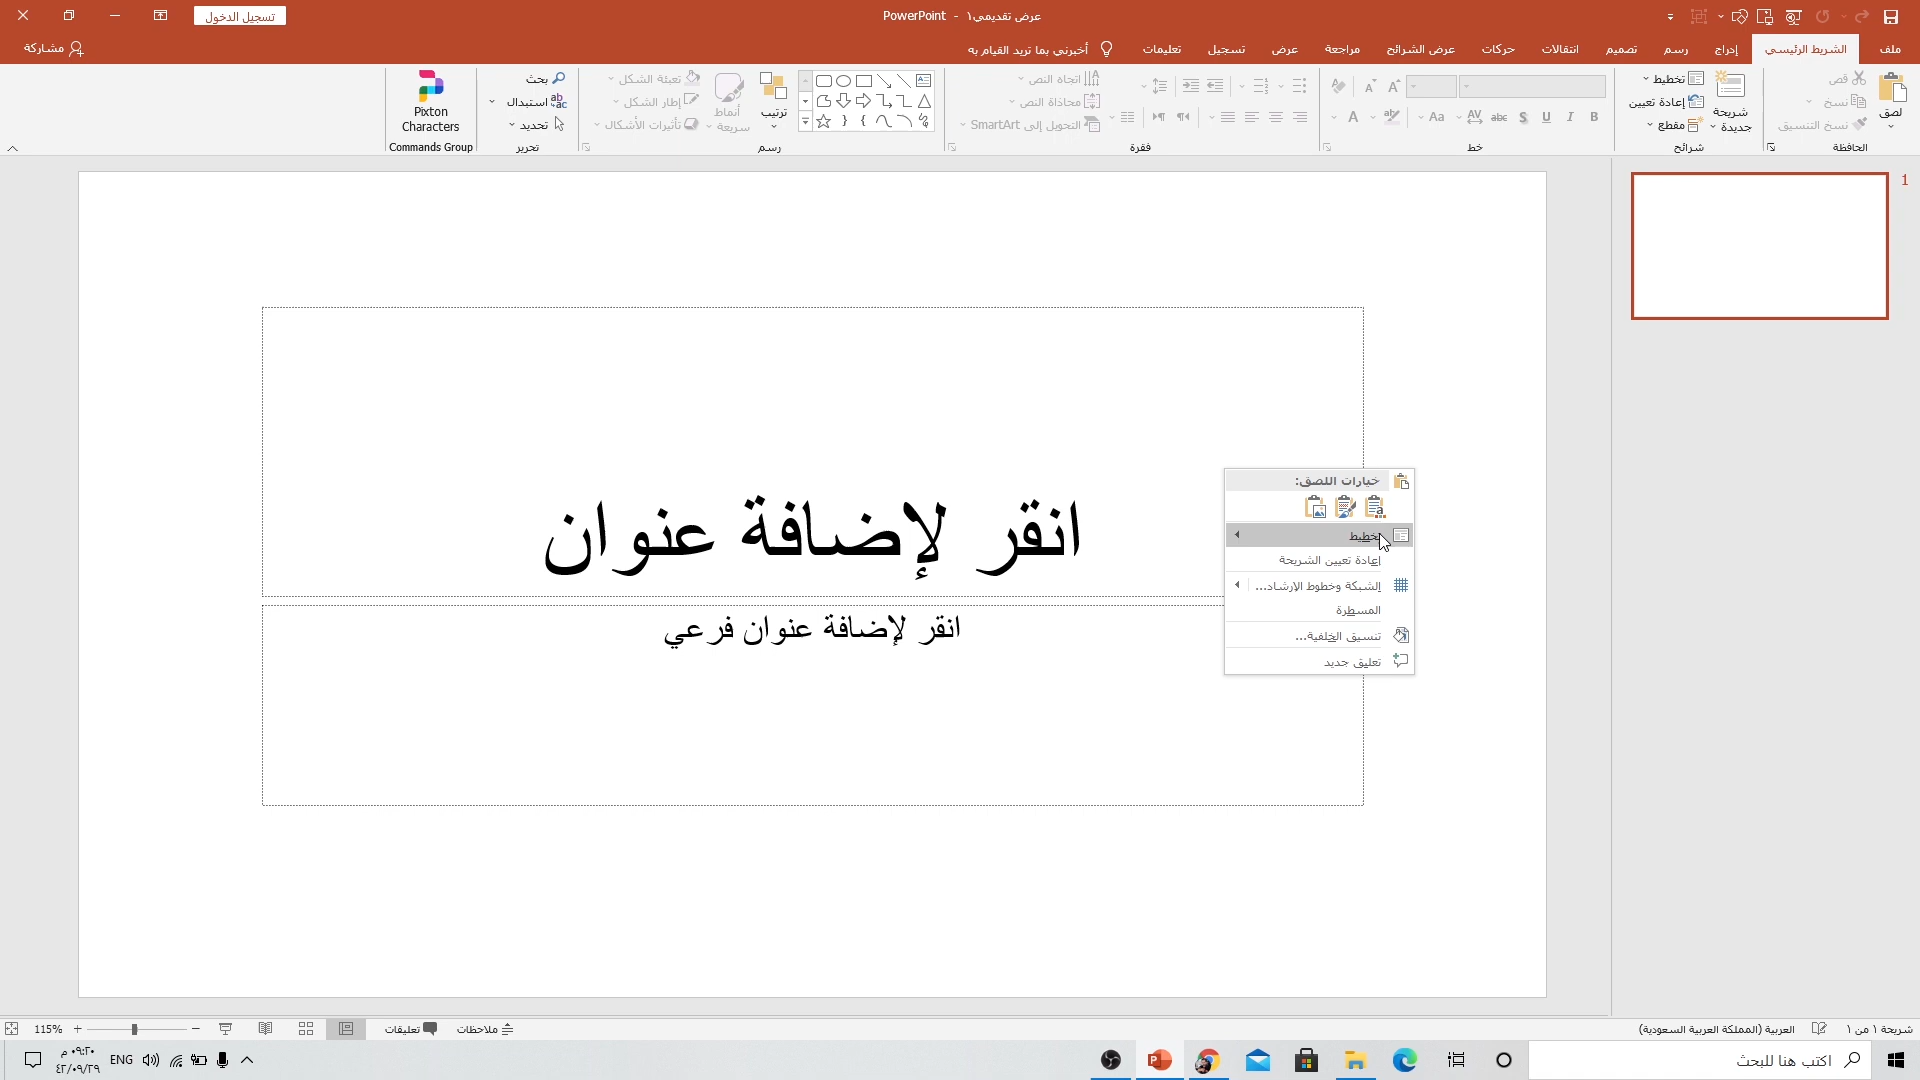 عرض تقديمي١ - PowerPoint
تسجيل الدخول
ملف
الشريط الرئيسي
إدراج
رسم
تصميم
انتقالات
حركات
عرض الشرائح
مراجعة
عرض
تسجيل
تعليمات
أخبرني بما تريد القيام به
مشاركة
لصق
قص
نسخ
نسخ التنسيق
الحافظة
شريحة جديدة
تخطيط
إعادة تعيين
مقطع
شرائح
B I U S abc AV Aa A
خط
اتجاه النص
محاذاة النص
التحويل إلى SmartArt
فقرة
ترتيب
أنماط سريعة
تعبئة الشكل
إطار الشكل
تأثيرات الأشكال
رسم
بحث
استبدال
تحديد
تحرير
Pixton Characters
Commands Group
1
انقر لإضافة عنوان
انقر لإضافة عنوان فرعي
خيارات اللصق:
تخطيط
إعادة تعيين الشريحة
الشبكة وخطوط الإرشاد...
المسطرة
تنسيق الخلفية...
تعليق جديد
شريحة ١ من ١
العربية (المملكة العربية السعودية)
ملاحظات
تعليقات
115%
اكتب هنا للبحث
ENG
٠٩:٢٠ م
٤٢/٠٩/٢٩